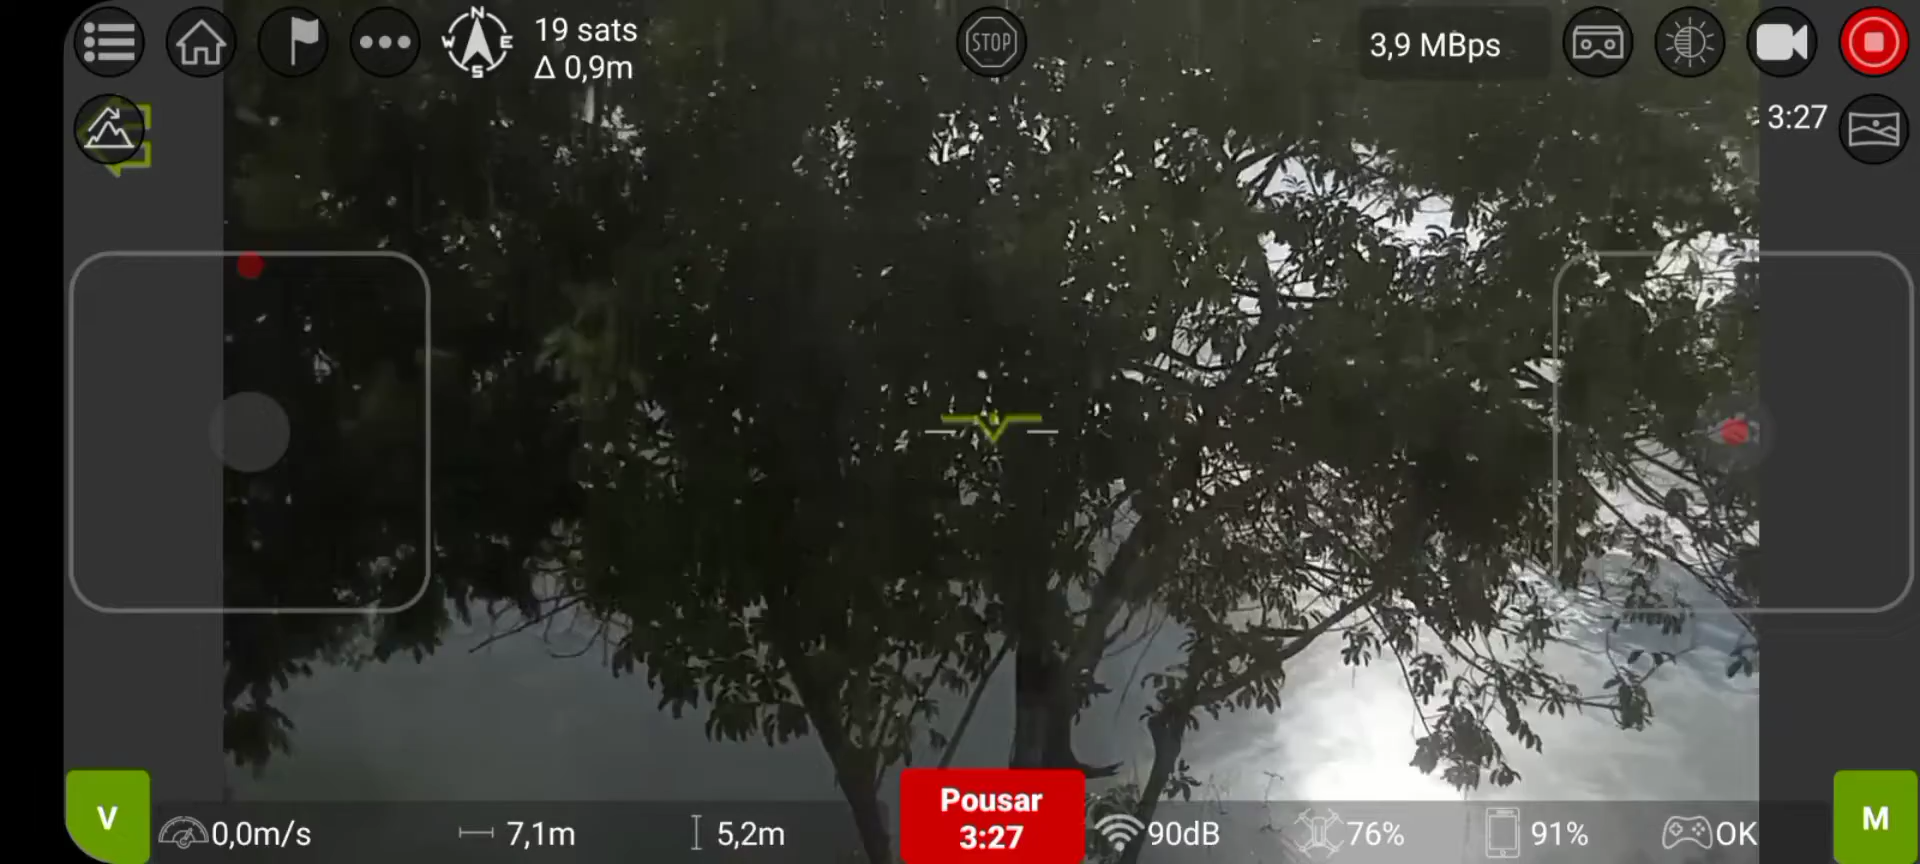 N
W E
S
19 sats
Δ 0,9m
STOP
3,9 MBps
3:27
V
0,0m/s
7,1m
5,2m
Pousar
3:27
90dB
76%
91%
OK
M